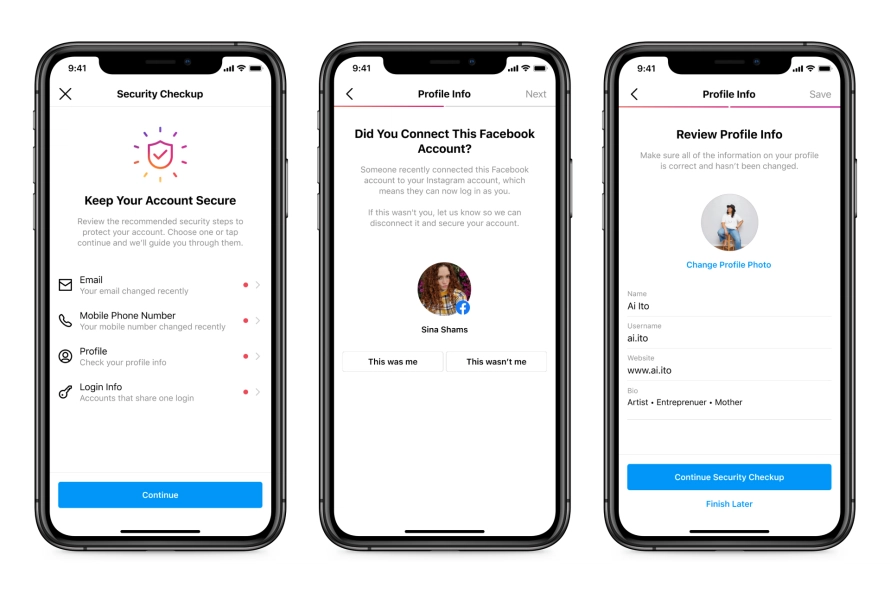 9:41
Security Checkup
Keep Your Account Secure
Review the recommended security steps to
protect your account. Choose one or tap
continue and we'll guide you through them.
Email
Your email changed recently
Mobile Phone Number
Your mobile number changed recently
Profile
Check your profile info
Login Info
Accounts that share one login
Continue
9:41
Profile Info
Next
Did You Connect This Facebook
Account?
Someone recently connected this Facebook
account to your Instagram account, which
means they can now log in as you.
If this wasn't you, let us know so we can
disconnect it and secure your account.
Sina Shams
This was me
This wasn't me
9:41
Profile Info
Save
Review Profile Info
Make sure all of the information on your profile
is correct and hasn't been changed.
Change Profile Photo
Name
Ai Ito
Username
ai.ito
Website
www.ai.ito
Bio
Artist • Entreprenuer • Mother
Continue Security Checkup
Finish Later